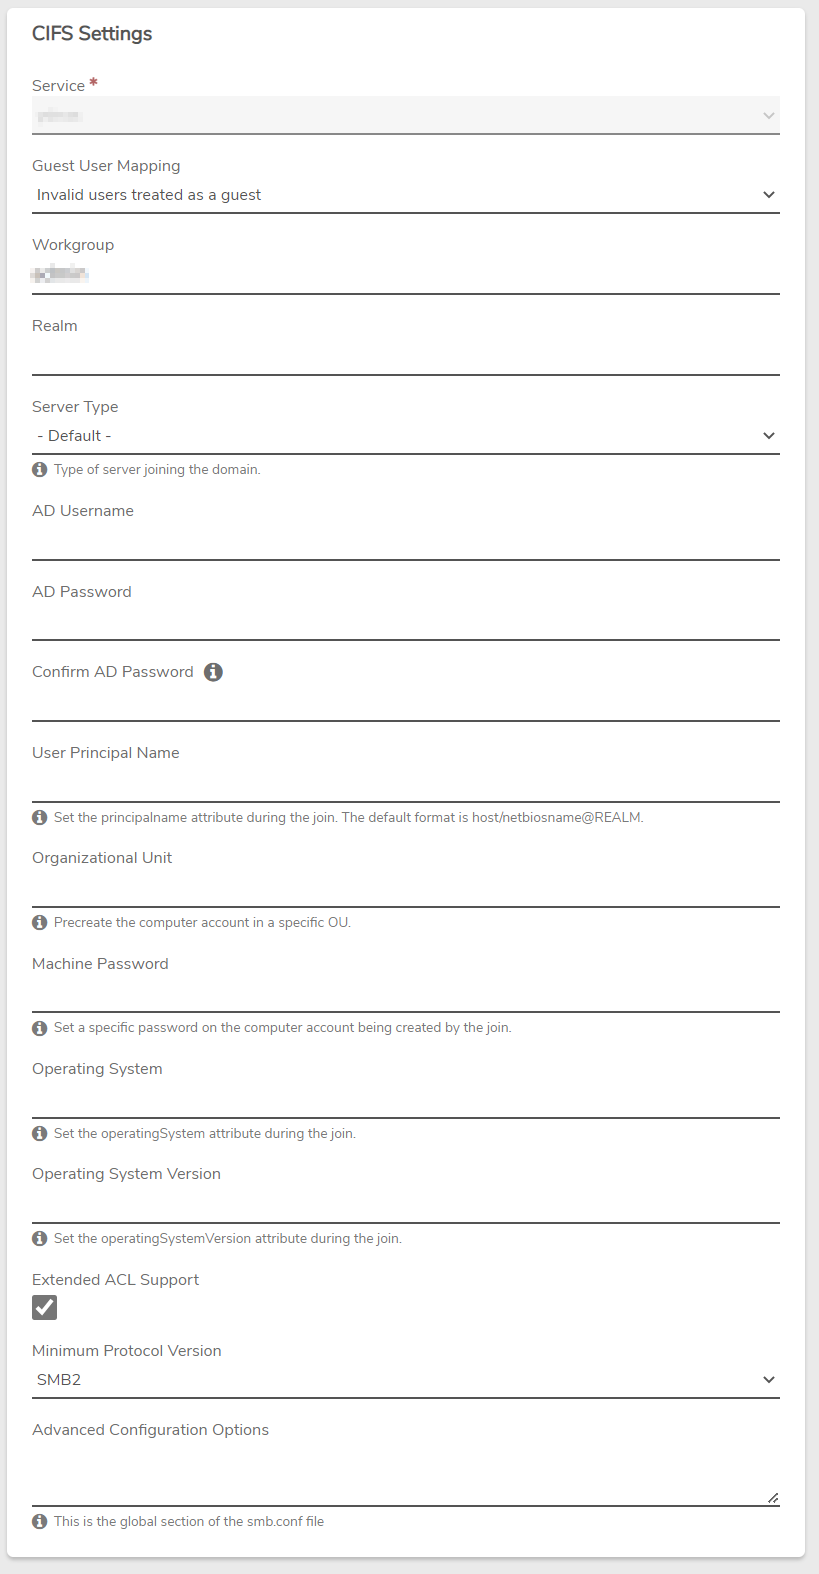 CIFS Settings
Service *
Guest User Mapping
Invalid users treated as a guest
Workgroup
Realm
Server Type
- Default -
Type of server joining the domain.
AD Username
AD Password
Confirm AD Password
User Principal Name
Set the principalname attribute during the join. The default format is host/netbiosname@REALM.
Organizational Unit
Precreate the computer account in a specific OU.
Machine Password
Set a specific password on the computer account being created by the join.
Operating System
Set the operatingSystem attribute during the join.
Operating System Version
Set the operatingSystemVersion attribute during the join.
Extended ACL Support
Minimum Protocol Version
SMB2
Advanced Configuration Options
This is the global section of the smb.conf file